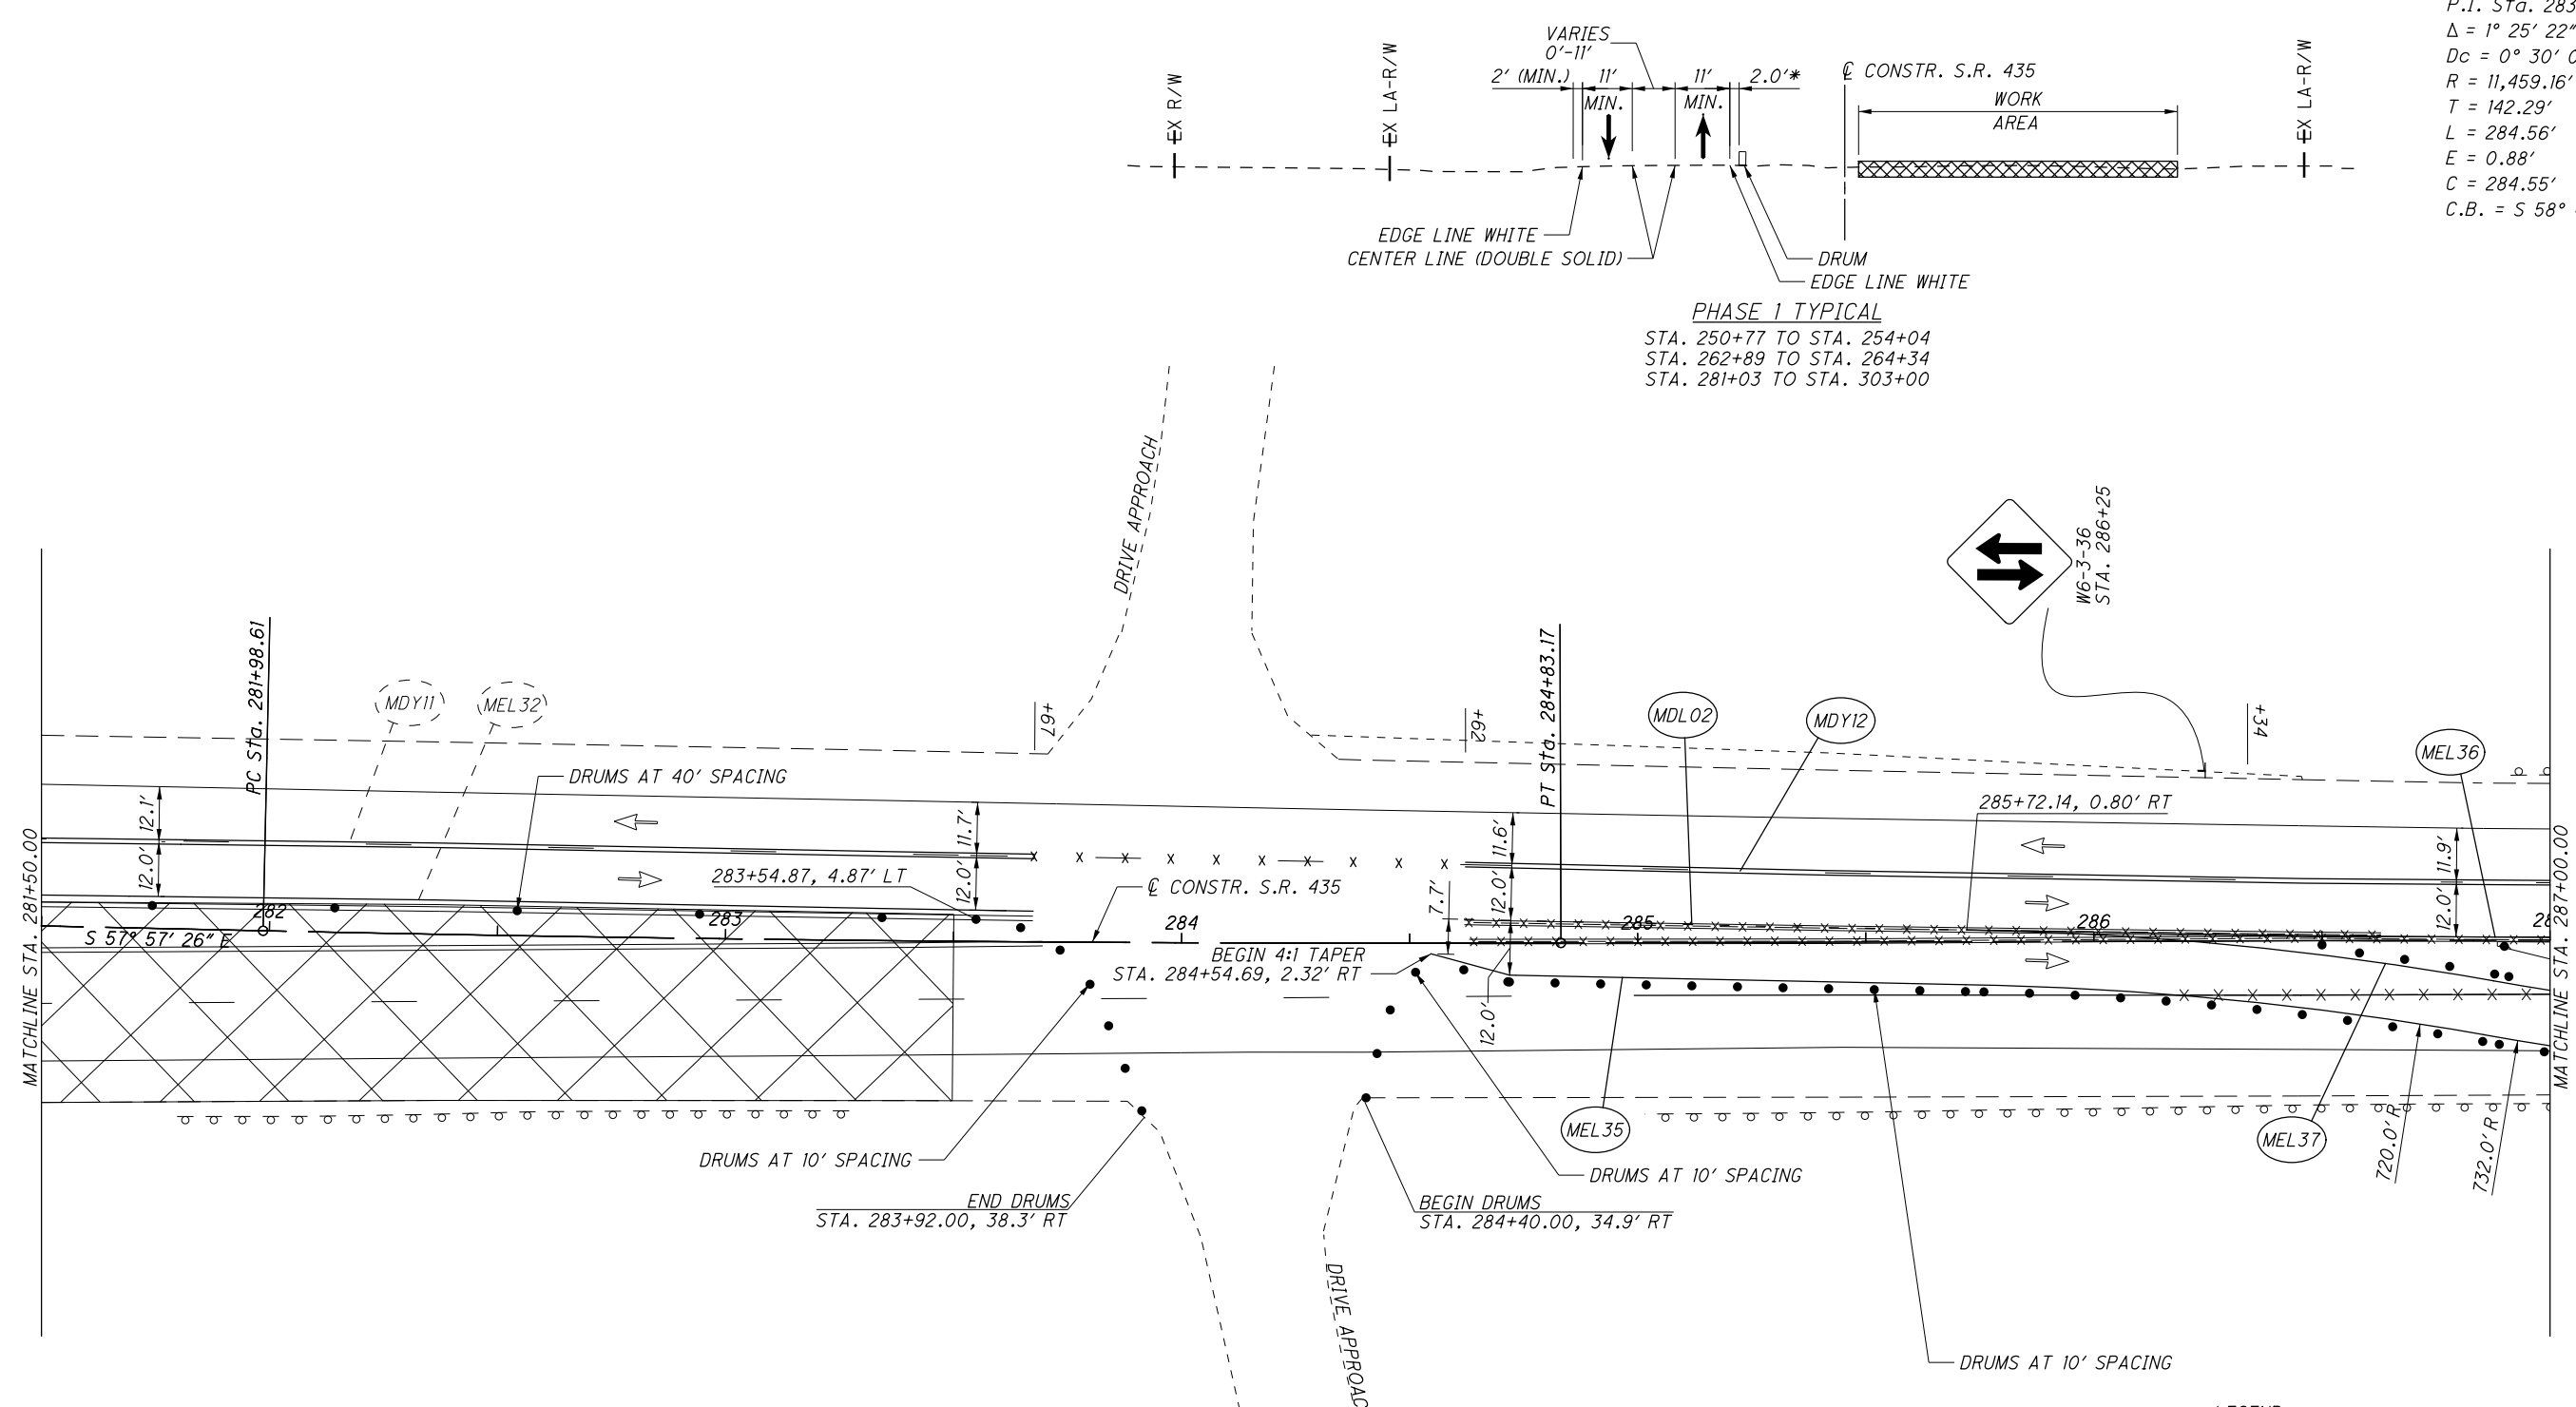 P.I. Sta. 283
Δ = 1° 25′ 22″
Dc = 0° 30′ 0
R = 11,459.16′
T = 142.29′
L = 284.56′
E = 0.88′
C = 284.55′
C.B. = S 58°
EX R/W
EX LA-R/W
VARIES
0′-11′
2′ (MIN.)
11′
11′
2.0′*
MIN.
MIN.
℄ CONSTR. S.R. 435
WORK
AREA
EX LA-R/W
EDGE LINE WHITE
CENTER LINE (DOUBLE SOLID)
DRUM
EDGE LINE WHITE
PHASE 1 TYPICAL
STA. 250+77 TO STA. 254+04
STA. 262+89 TO STA. 264+34
STA. 281+03 TO STA. 303+00
DRIVE APPROACH
W6-3-36
STA. 286+25
MATCHLINE STA. 281+50.00
PC Sta. 281+98.61
MDY11
MEL32
+67
+62
PT Sta. 284+83.17
MDL02
MDY12
+34
MEL36
DRUMS AT 40′ SPACING
285+72.14, 0.80′ RT
12.1′
12.0′
11.7′
12.0′
11.6′
12.0′
7.7′
12.0′
11.9′
12.0′
283+54.87, 4.87′ LT
℄ CONSTR. S.R. 435
282
283
284
285
286
28
S 57° 57′ 26″ E
BEGIN 4:1 TAPER
STA. 284+54.69, 2.32′ RT
MATCHLINE STA. 287+00.00
MEL35
MEL37
720.0′ R
732.0′ R
DRUMS AT 10′ SPACING
DRUMS AT 10′ SPACING
END DRUMS
STA. 283+92.00, 38.3′ RT
BEGIN DRUMS
STA. 284+40.00, 34.9′ RT
DRIVE APPROAC
DRUMS AT 10′ SPACING